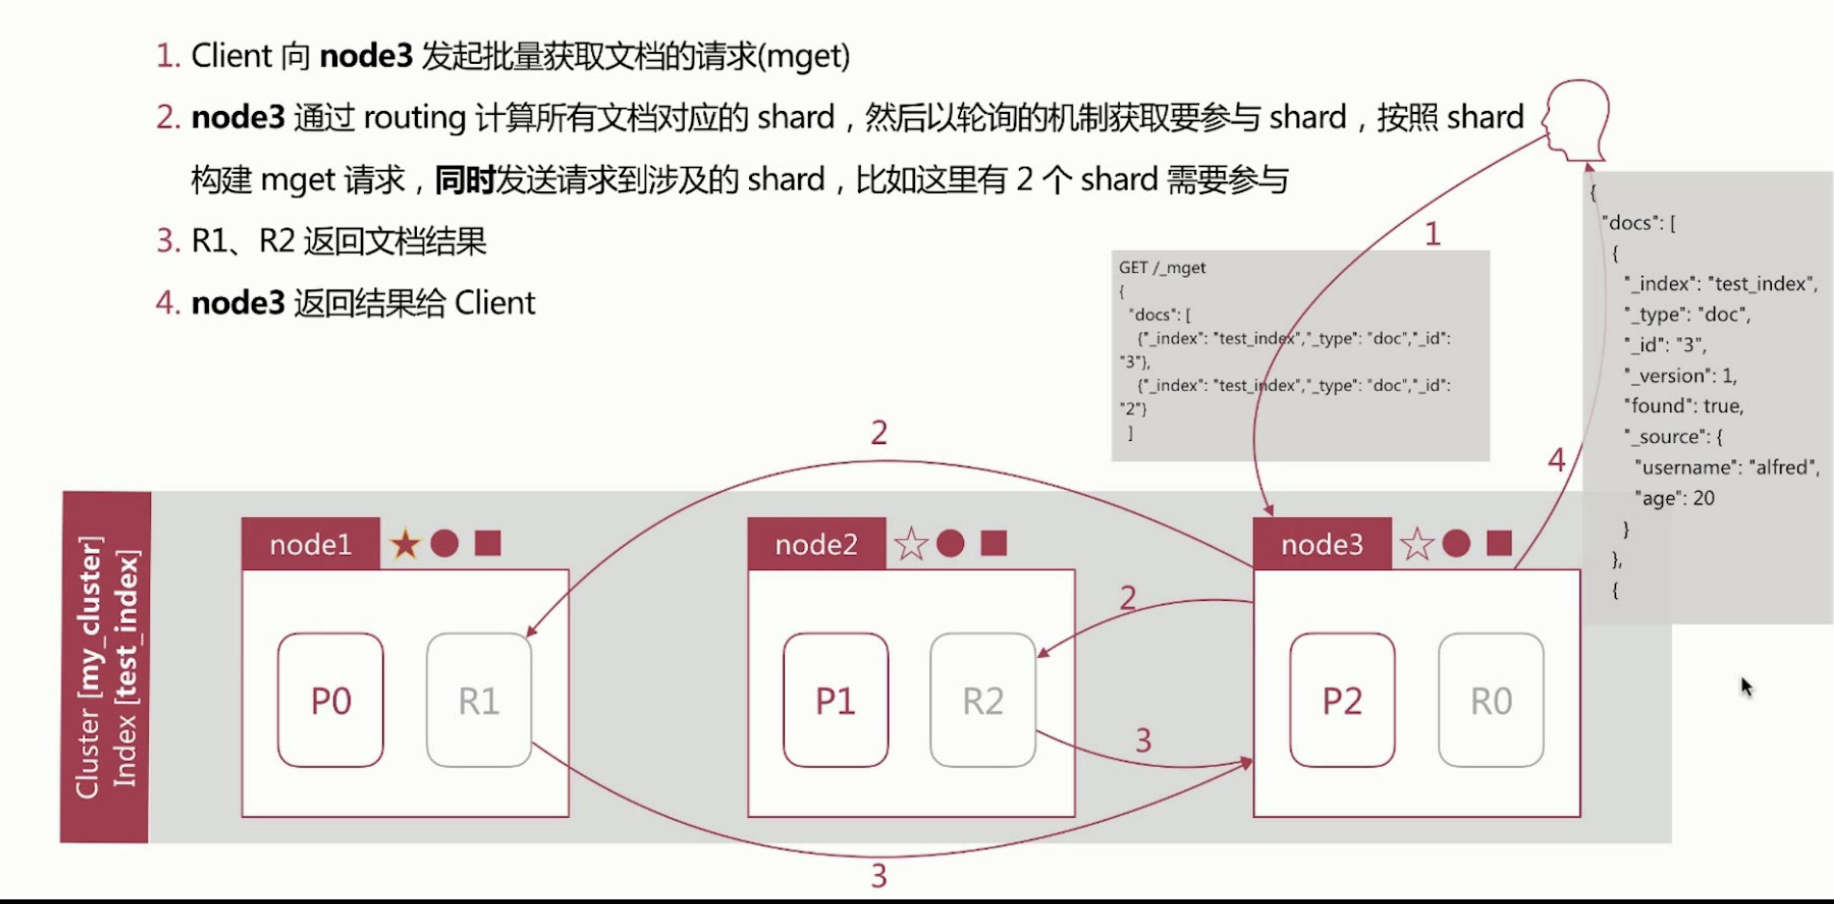 1. Client 向 node3 发起批量获取文档的请求(mget)
2. node3 通过 routing 计算所有文档对应的 shard，然后以轮询的机制获取要参与 shard，按照 shard
构建 mget 请求，同时发送请求到涉及的 shard，比如这里有 2 个 shard 需要参与
3. R1、R2 返回文档结果
4. node3 返回结果给 Client
1
GET /_mget
{
"docs": [
{"_index": "test_index","_type": "doc","_id":
"3"},
{"_index": "test_index","_type": "doc","_id":
"2"}
]
{
"docs": [
{
"_index": "test_index",
"_type": "doc",
"_id": "3",
"_version": 1,
"found": true,
"_source": {
"username": "alfred",
"age": 20
}
},
{
2
4
Cluster [my_cluster]
Index [test_index]
node1
node2
node3
2
P0
R1
P1
R2
P2
R0
3
3